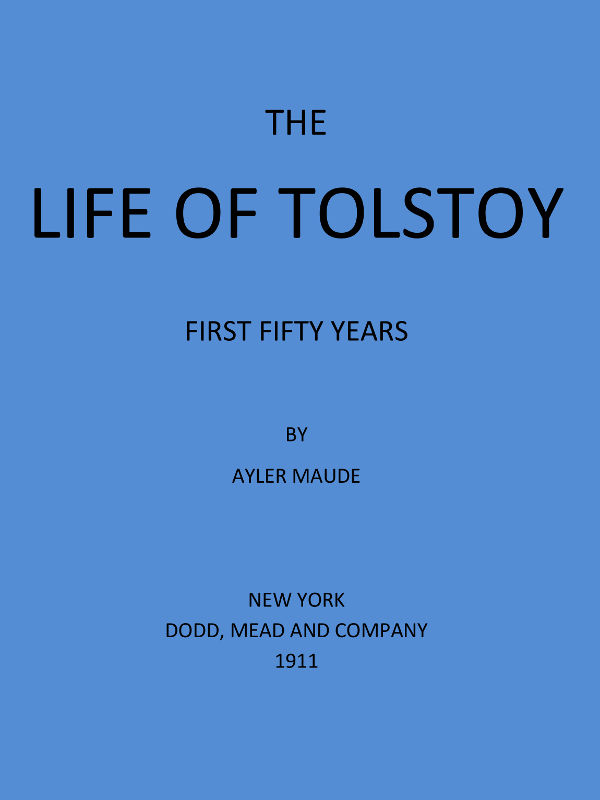 THE
LIFE OF TOLSTOY
FIRST FIFTY YEARS
BY
AYLER MAUDE
NEW YORK
DODD, MEAD AND COMPANY
1911